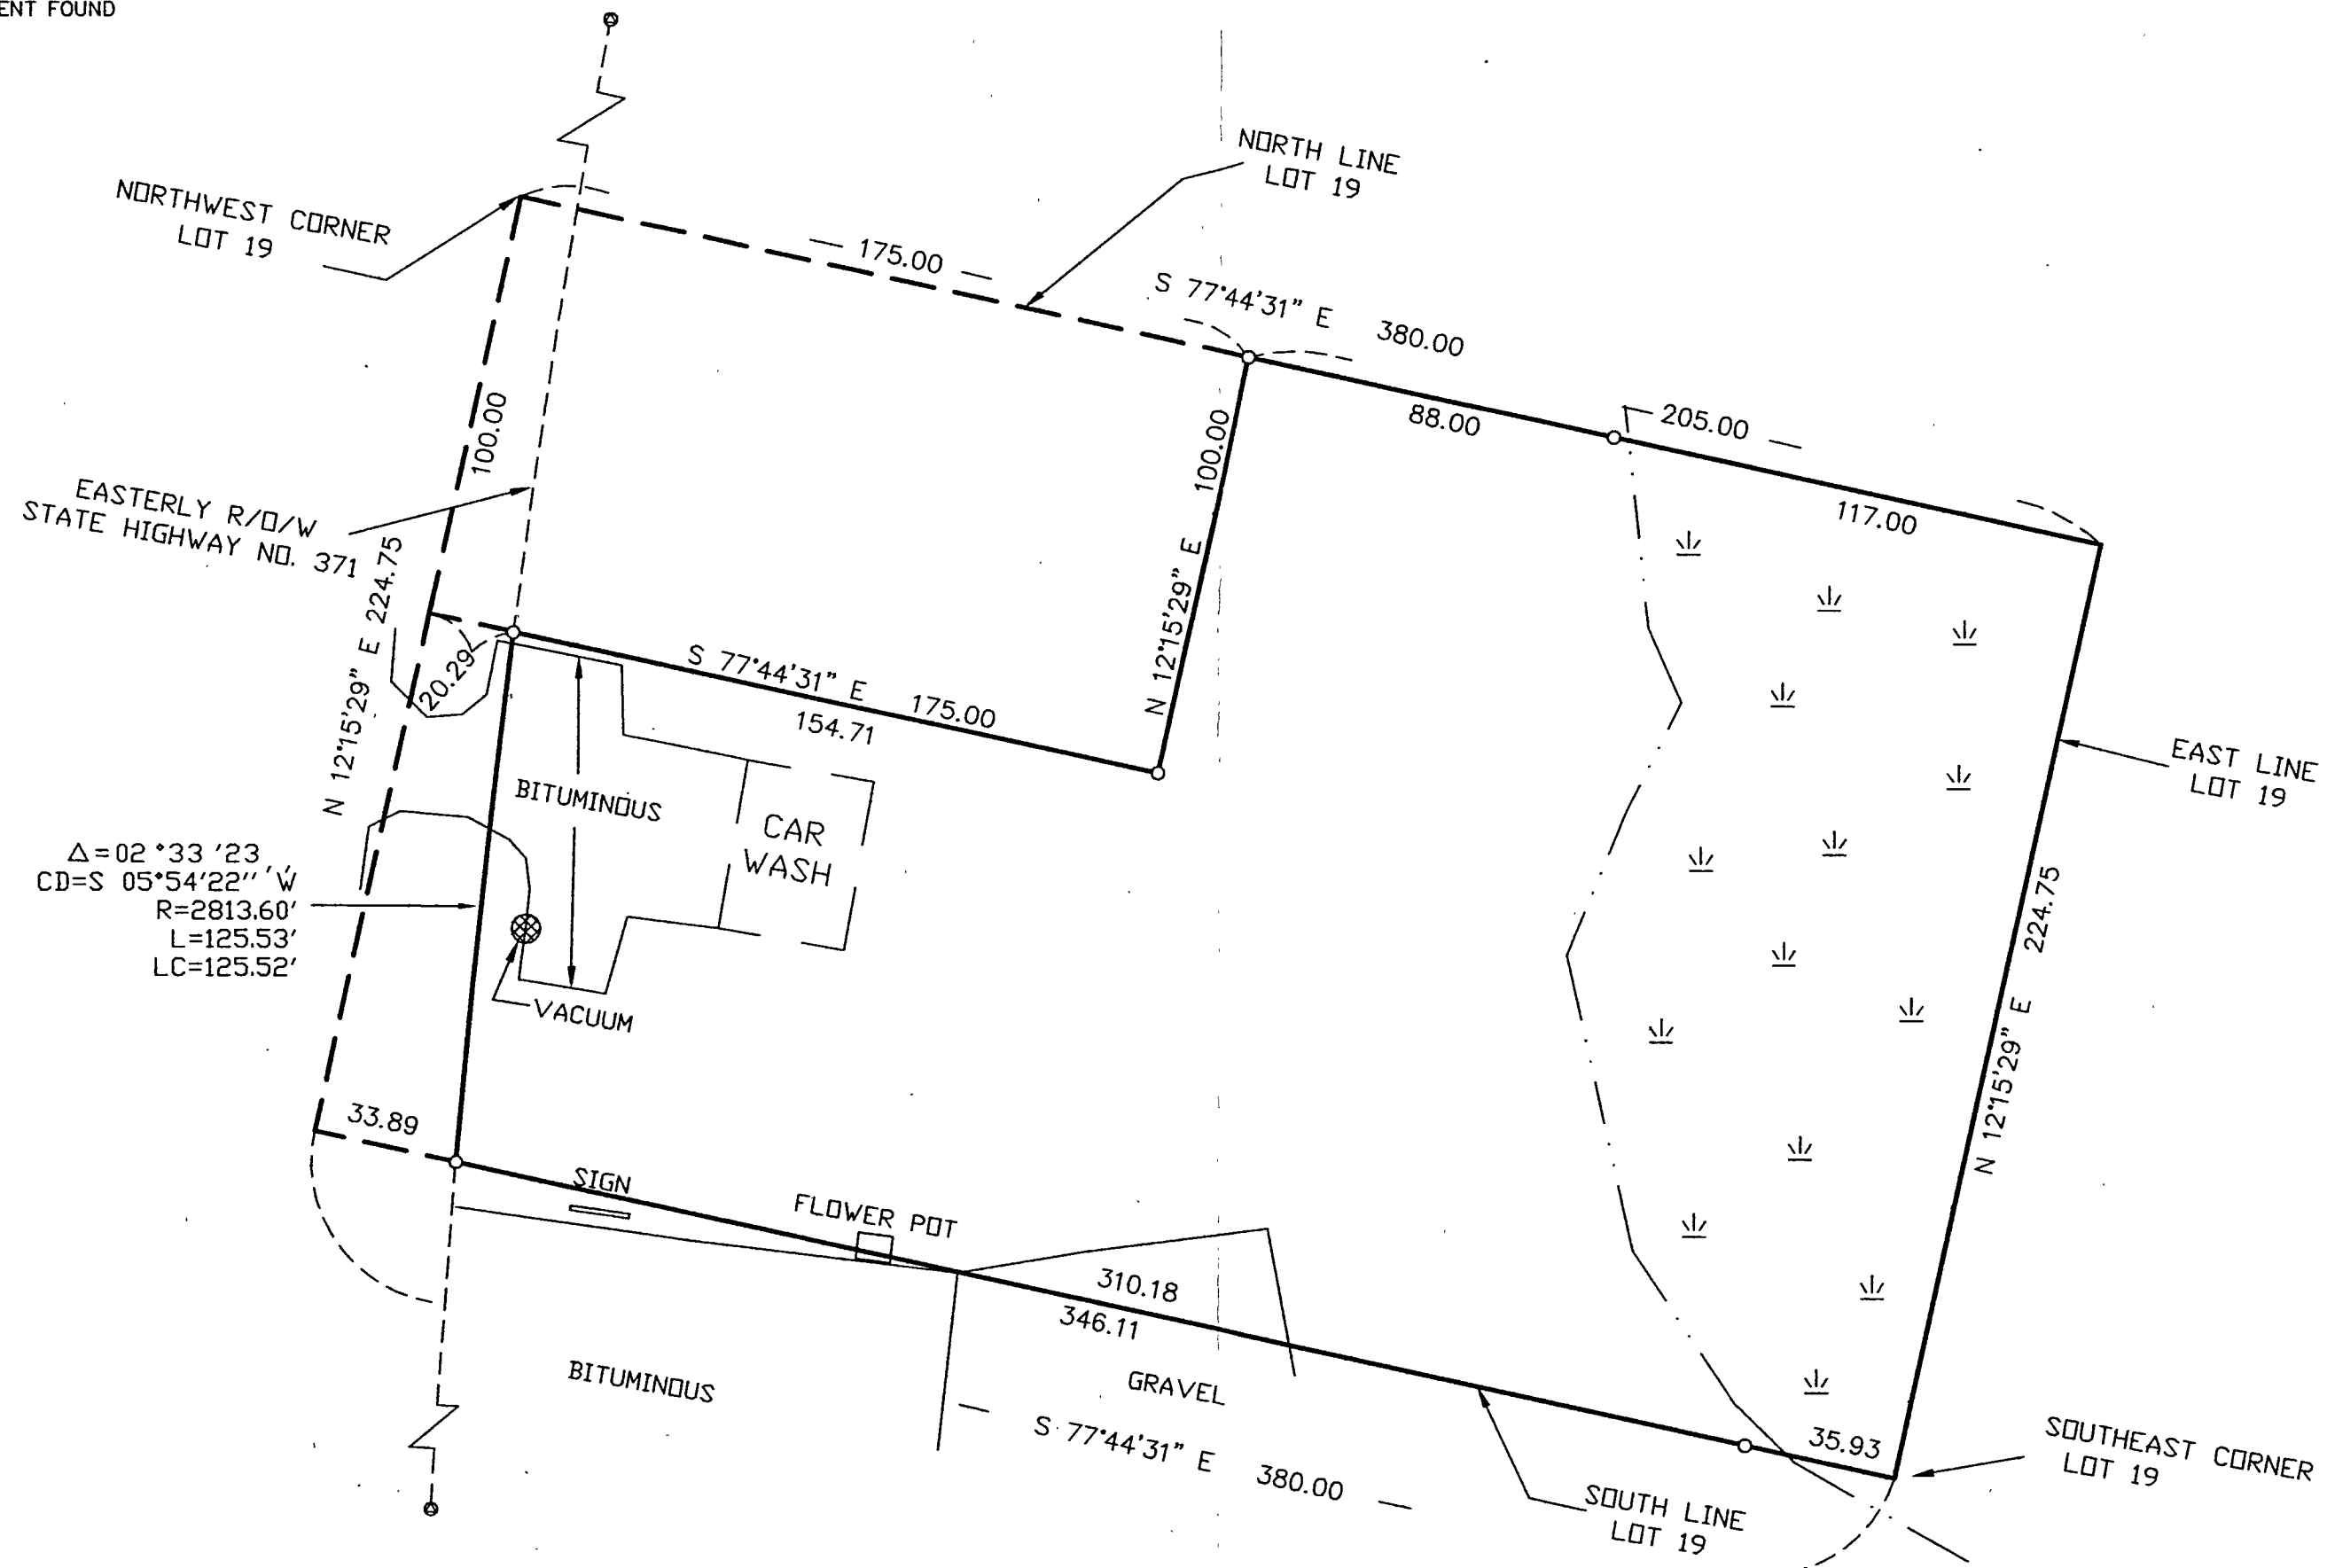 ENT FOUND
NORTHWEST CORNER
LOT 19
NORTH LINE
LOT 19
175.00
S 77°44'31" E 380.00
100.00
88.00
205.00
117.00
100.00
N 12°15'29" E
EASTERLY R/O/W
STATE HIGHWAY NO. 371
N 12°15'29" E 224.75
20.29
S 77°44'31" E 175.00
154.71
BITUMINOUS
CAR
WASH
EAST LINE
LOT 19
Δ=02°33'23"
CD=S 05°54'22" W
R=2813.60'
L=125.53'
LC=125.52'
N 12°15'29" E 224.75
VACUUM
33.89
SIGN
FLOWER POT
310.18
346.11
BITUMINOUS
GRAVEL
S 77°44'31" E 380.00
35.93
SOUTHEAST CORNER
LOT 19
SOUTH LINE
LOT 19